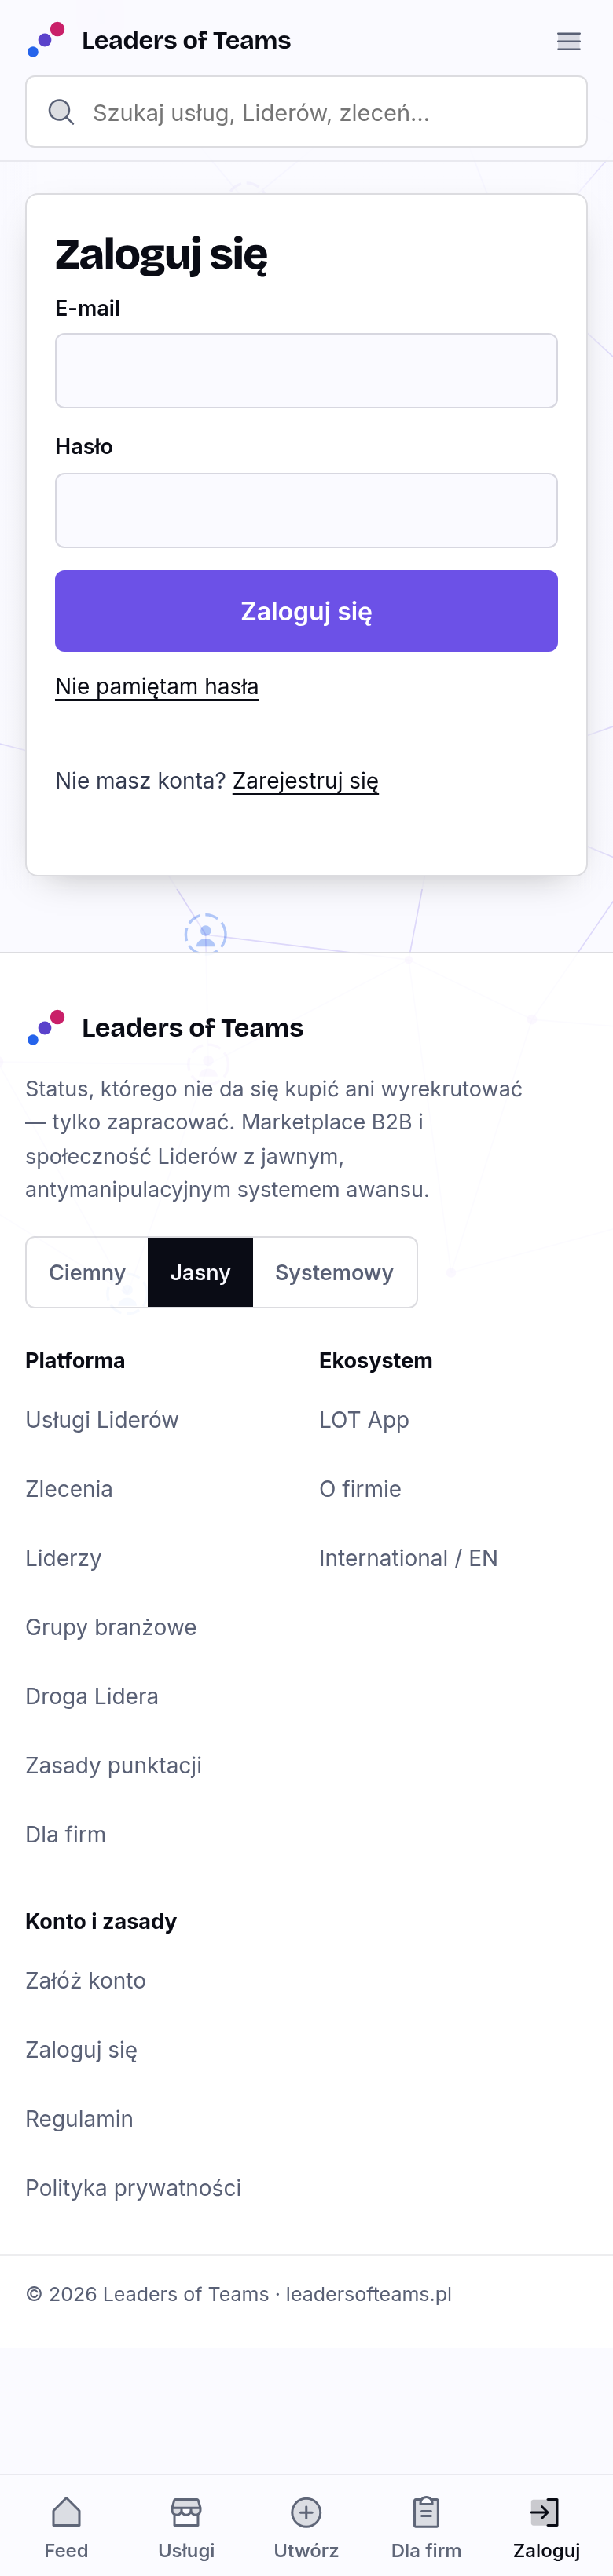 Leaders of Teams
Szukaj usług, Liderów, zleceń...
Zaloguj się
E-mail
Hasło
Zaloguj się
Nie pamiętam hasła
Nie masz konta? Zarejestruj się
Leaders of Teams
Status, którego nie da się kupić ani wyrekrutować
— tylko zapracować. Marketplace B2B i
społeczność Liderów z jawnym,
antymanipulacyjnym systemem awansu.
Ciemny Jasny Systemowy
Platforma
Usługi Liderów
Zlecenia
Liderzy
Grupy branżowe
Droga Lidera
Zasady punktacji
Dla firm
Ekosystem
LOT App
O firmie
International / EN
Konto i zasady
Załóż konto
Zaloguj się
Regulamin
Polityka prywatności
© 2026 Leaders of Teams · leadersofteams.pl
Feed Usługi Utwórz Dla firm Zaloguj